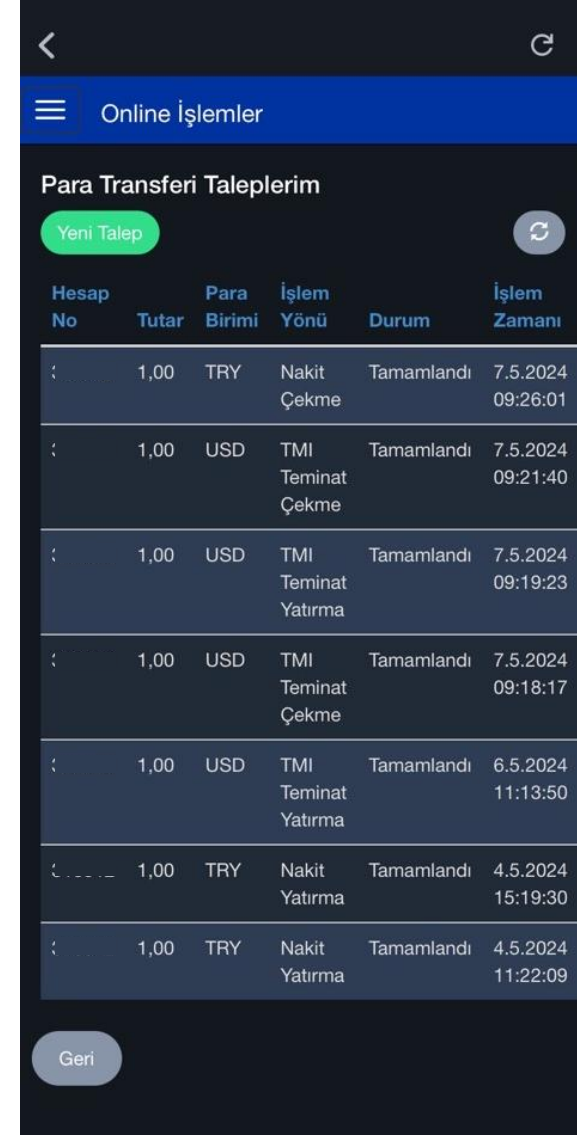 Online İşlemler
Para Transferi Taleplerim
Yeni Talep
Hesap No Tutar Para Birimi İşlem Yönü Durum İşlem Zamanı
1,00 TRY Nakit Çekme Tamamlandı 7.5.2024 09:26:01
1,00 USD TMI Teminat Çekme Tamamlandı 7.5.2024 09:21:40
1,00 USD TMI Teminat Yatırma Tamamlandı 7.5.2024 09:19:23
1,00 USD TMI Teminat Çekme Tamamlandı 7.5.2024 09:18:17
1,00 USD TMI Teminat Yatırma Tamamlandı 6.5.2024 11:13:50
1,00 TRY Nakit Yatırma Tamamlandı 4.5.2024 15:19:30
1,00 TRY Nakit Yatırma Tamamlandı 4.5.2024 11:22:09
Geri